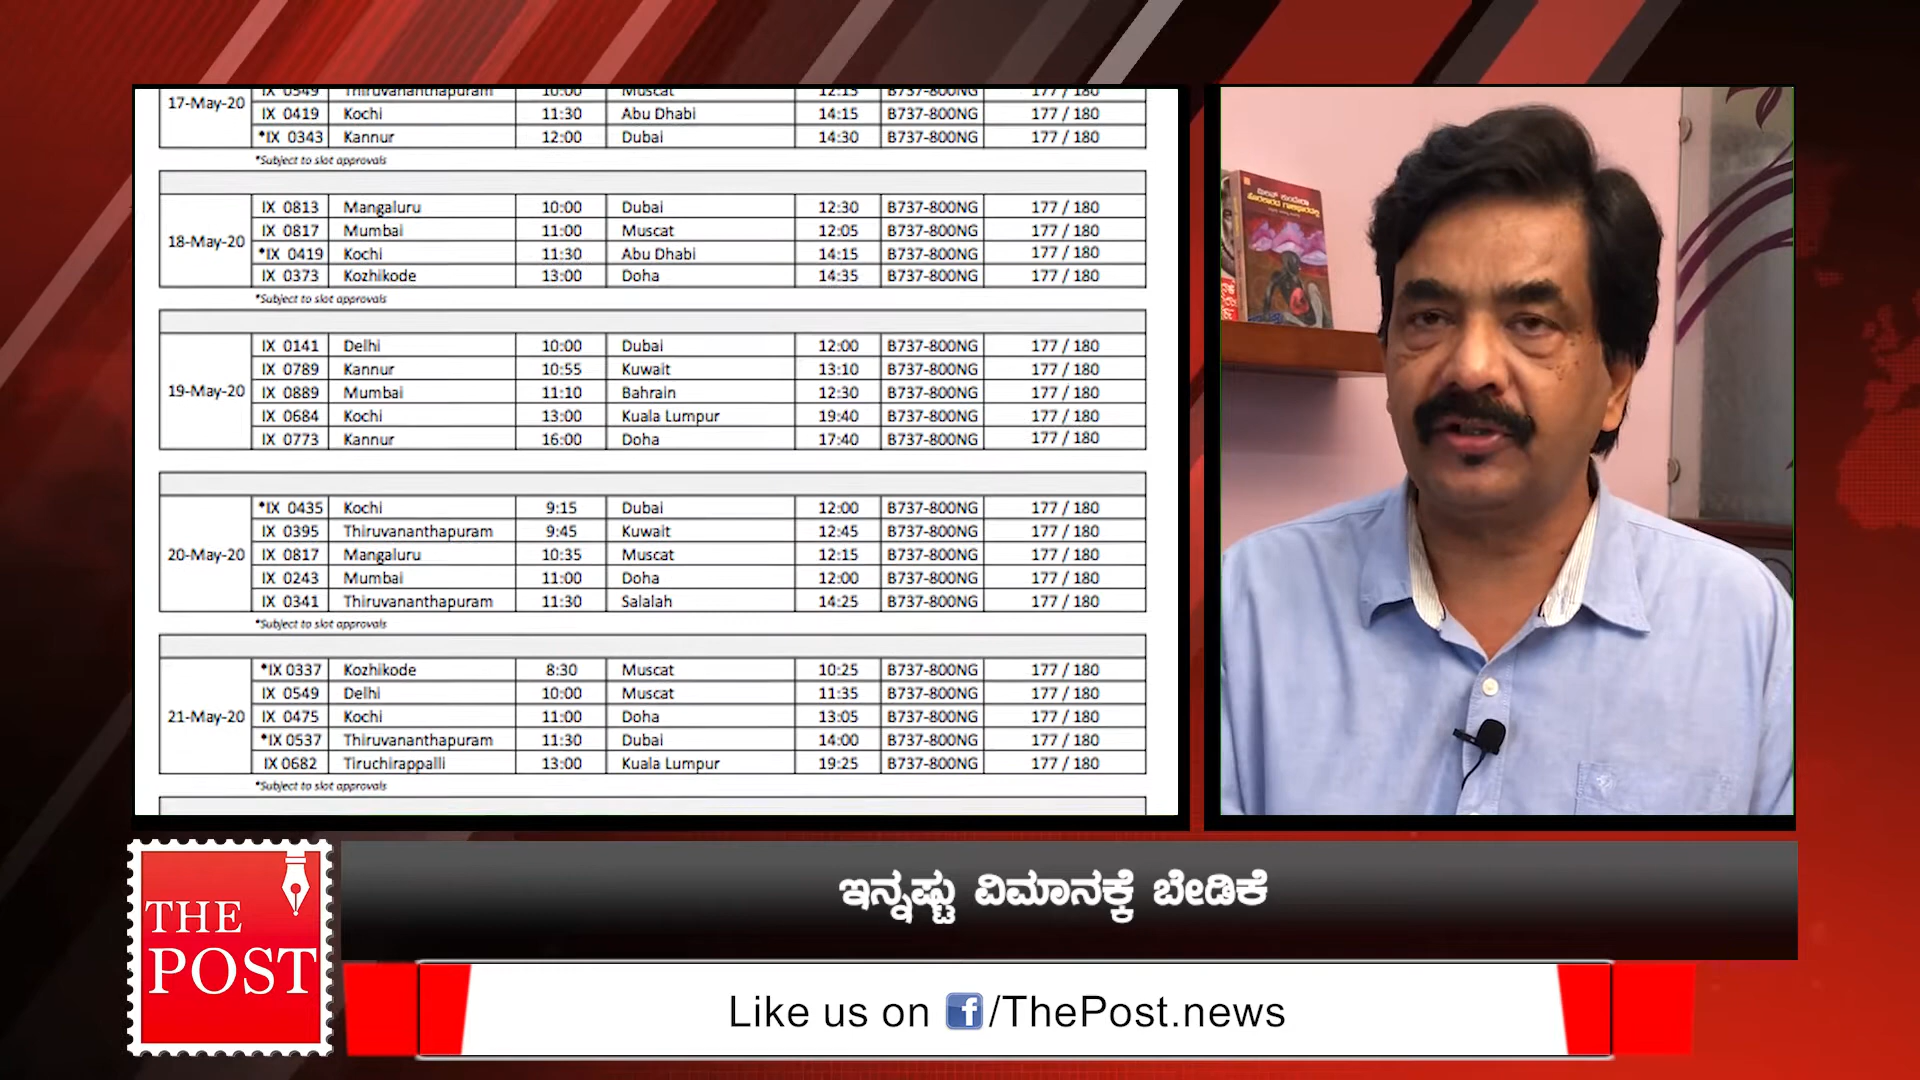 IX 0549 Thiruvananthapuram 10:00 Muscat 12:15 B737-800NG 177 / 180
17-May-20
IX 0419 Kochi 11:30 Abu Dhabi 14:15 B737-800NG 177 / 180
*IX 0343 Kannur 12:00 Dubai 14:30 B737-800NG 177 / 180
*Subject to slot approvals
IX 0813 Mangaluru 10:00 Dubai 12:30 B737-800NG 177 / 180
IX 0817 Mumbai 11:00 Muscat 12:05 B737-800NG 177 / 180
18-May-20
*IX 0419 Kochi 11:30 Abu Dhabi 14:15 B737-800NG 177 / 180
IX 0373 Kozhikode 13:00 Doha 14:35 B737-800NG 177 / 180
*Subject to slot approvals
IX 0141 Delhi 10:00 Dubai 12:00 B737-800NG 177 / 180
IX 0789 Kannur 10:55 Kuwait 13:10 B737-800NG 177 / 180
19-May-20 IX 0889 Mumbai 11:10 Bahrain 12:30 B737-800NG 177 / 180
IX 0684 Kochi 13:00 Kuala Lumpur 19:40 B737-800NG 177 / 180
IX 0773 Kannur 16:00 Doha 17:40 B737-800NG 177 / 180
*IX 0435 Kochi 9:15 Dubai 12:00 B737-800NG 177 / 180
IX 0395 Thiruvananthapuram 9:45 Kuwait 12:45 B737-800NG 177 / 180
20-May-20 IX 0817 Mangaluru 10:35 Muscat 12:15 B737-800NG 177 / 180
IX 0243 Mumbai 11:00 Doha 12:00 B737-800NG 177 / 180
IX 0341 Thiruvananthapuram 11:30 Salalah 14:25 B737-800NG 177 / 180
*Subject to slot approvals
*IX 0337 Kozhikode 8:30 Muscat 10:25 B737-800NG 177 / 180
IX 0549 Delhi 10:00 Muscat 11:35 B737-800NG 177 / 180
21-May-20 IX 0475 Kochi 11:00 Doha 13:05 B737-800NG 177 / 180
*IX 0537 Thiruvananthapuram 11:30 Dubai 14:00 B737-800NG 177 / 180
IX 0682 Tiruchirappalli 13:00 Kuala Lumpur 19:25 B737-800NG 177 / 180
*Subject to slot approvals
THE
POST
ಇನ್ನಷ್ಟು ವಿಮಾನಕ್ಕೆ ಬೇಡಿಕೆ
Like us on f/ThePost.news